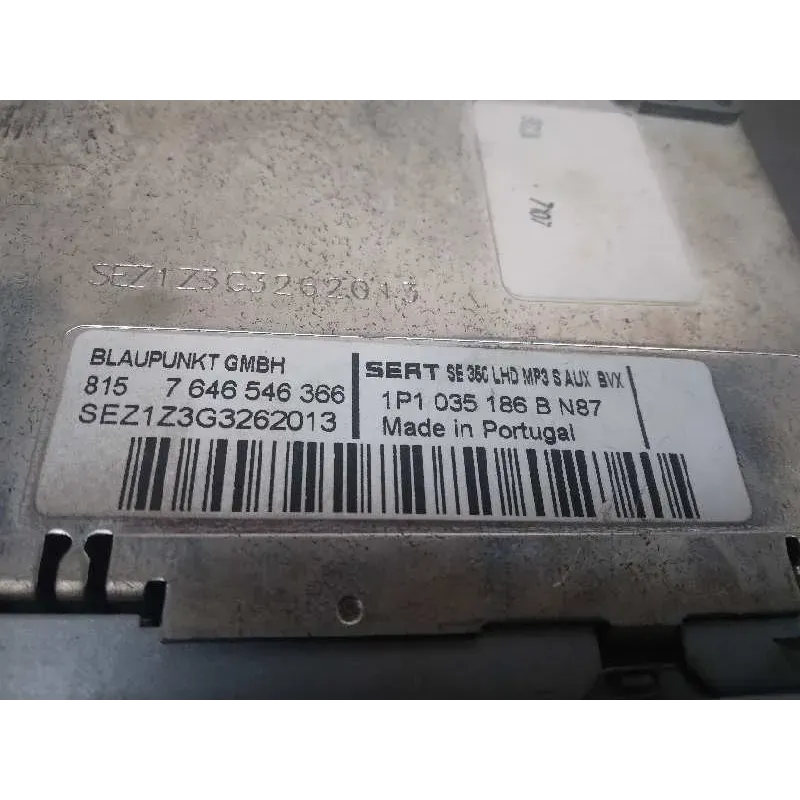 707
SEZ1Z3G3262013
BLAUPUNKT GMBH
815 7 646 546 366
SEZ1Z3G3262013
SEAT SE 360 LHD MP3 S AUX BVX
1P1 035 186 B N87
Made in Portugal